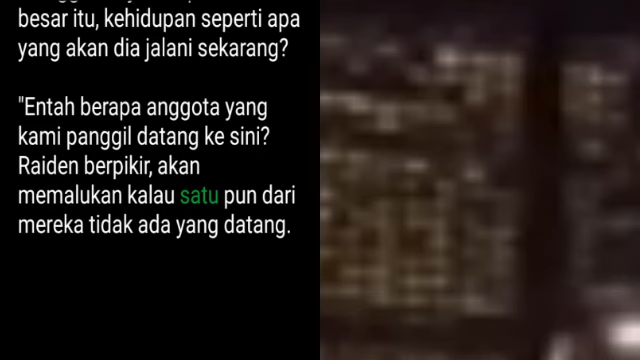 besar itu, kehidupan seperti apa
yang akan dia jalani sekarang?
"Entah berapa anggota yang
kami panggil datang ke sini?
Raiden berpikir, akan
memalukan kalau satu pun dari
mereka tidak ada yang datang.